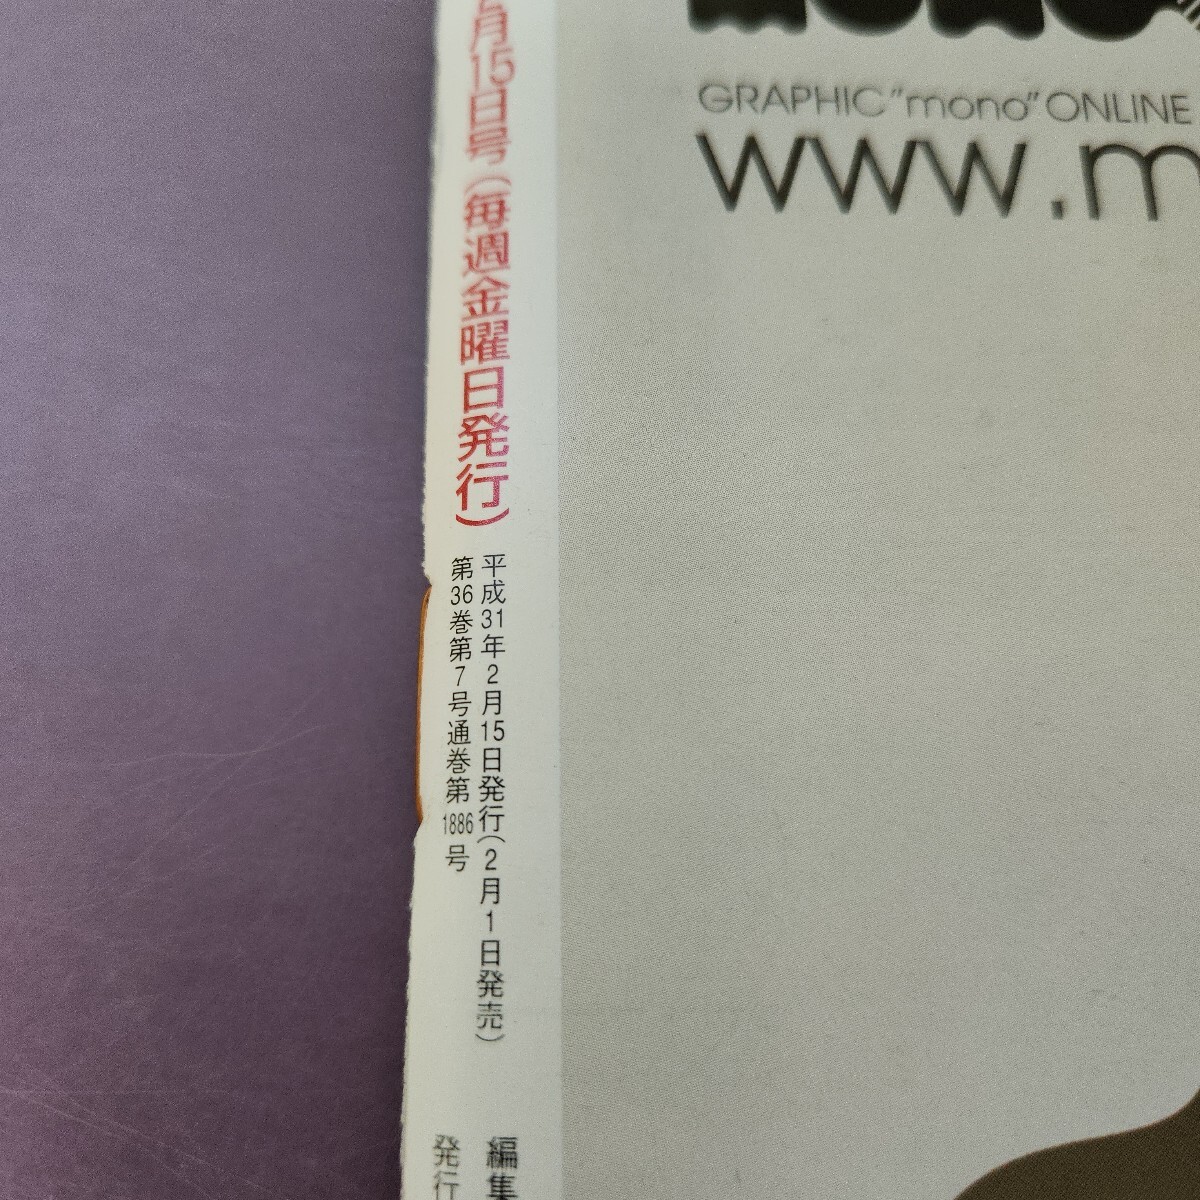 月15日号（毎週金曜日発行）
平成31年2月15日発行（2月1日発売）
第36巻第7号通巻第1886号
編集
発行
GRAPHIC"mono"ONLINE
www.m